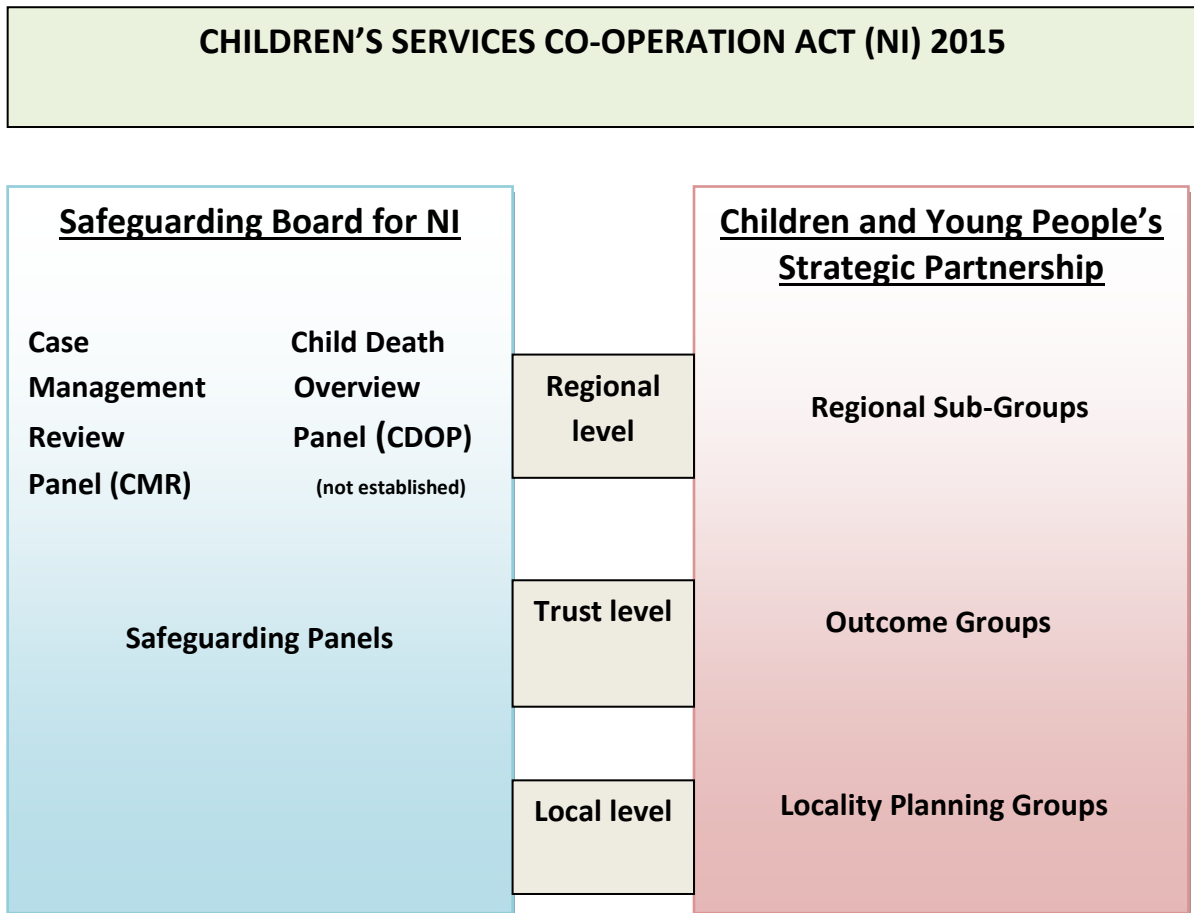 CHILDREN’S SERVICES CO-OPERATION ACT (NI) 2015
Safeguarding Board for NI
Case
Management
Review
Panel (CMR)
Child Death
Overview
Panel (CDOP)
(not established)
Safeguarding Panels
Regional
level
Trust level
Local level
Children and Young People’s
Strategic Partnership
Regional Sub-Groups
Outcome Groups
Locality Planning Groups